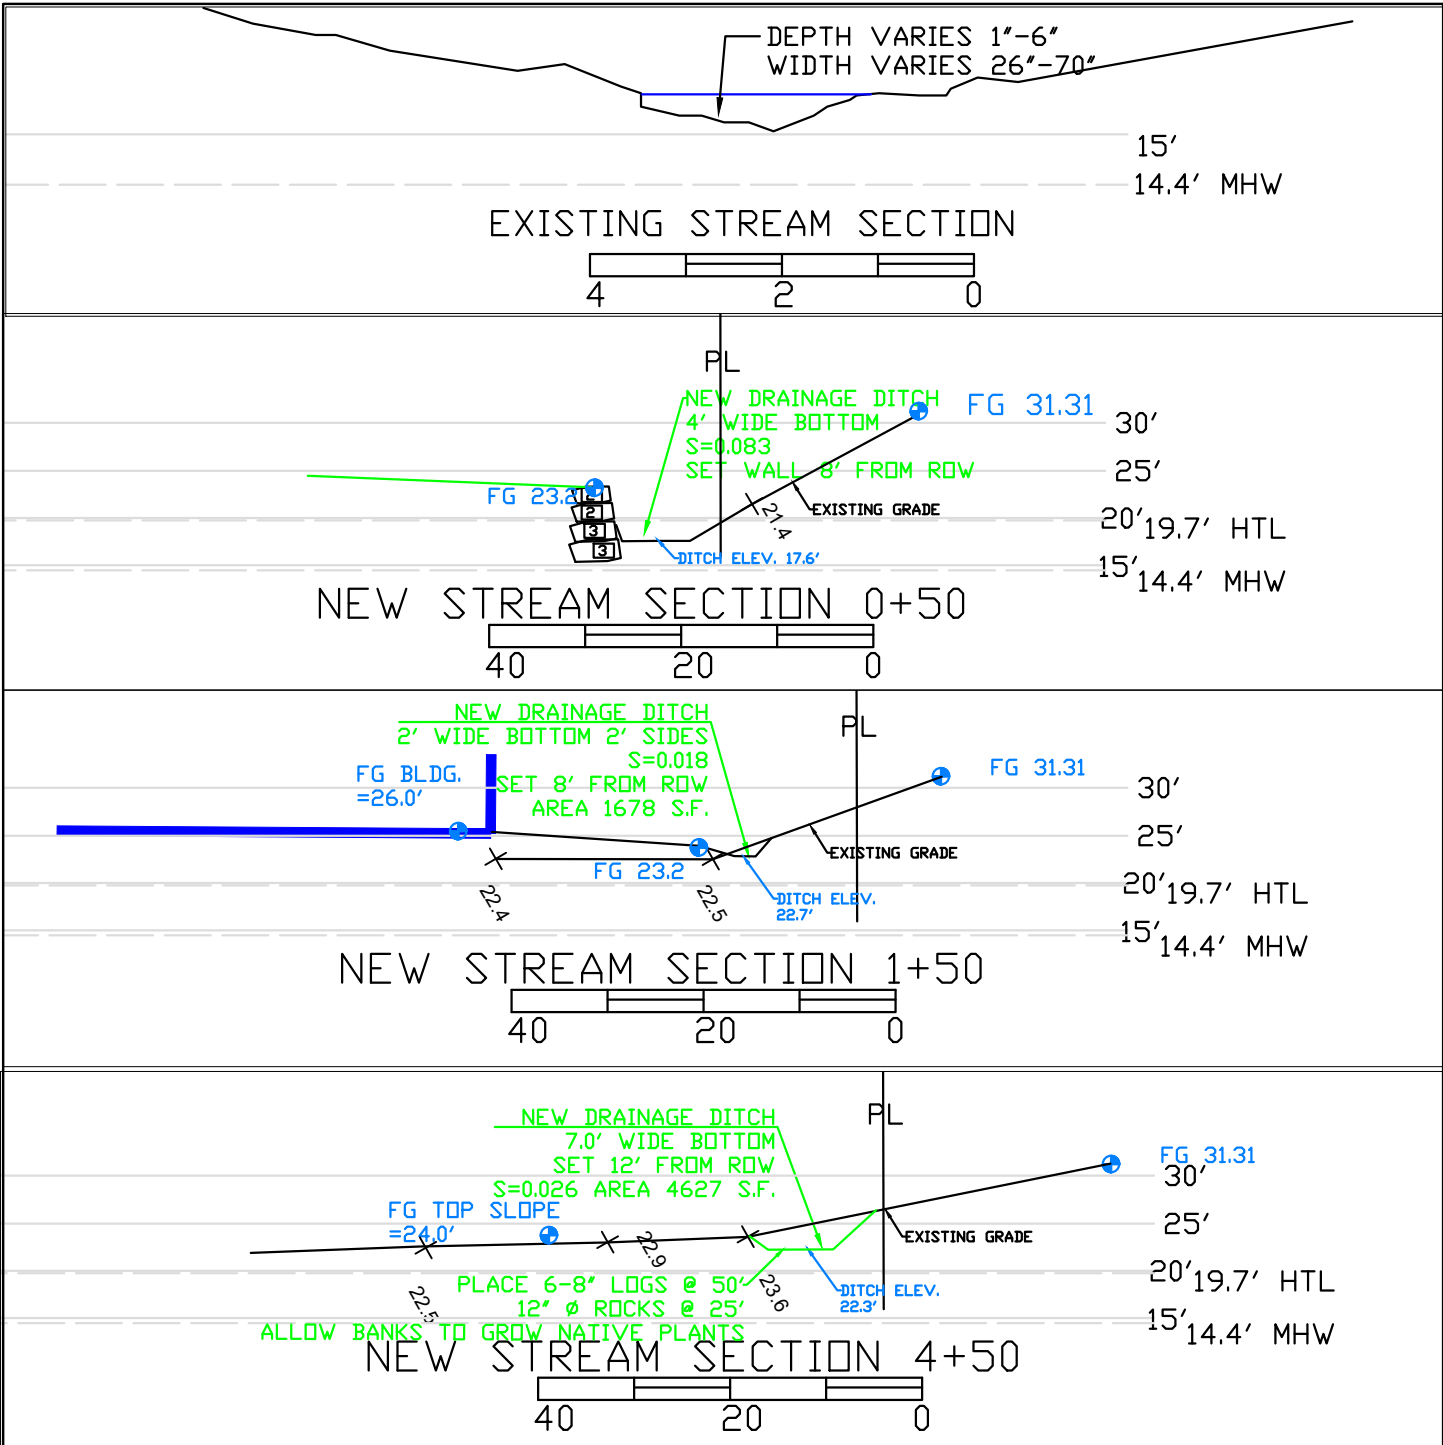 DEPTH VARIES 1"-6"
WIDTH VARIES 26"-70"
15'
14.4' MHW
EXISTING STREAM SECTION
4 2 0
PL
NEW DRAINAGE DITCH
4' WIDE BOTTOM
S=0.083
SET WALL 8' FROM ROW
FG 31.31
30'
25'
FG 23.2
2
2
3
3
EXISTING GRADE
21.4
20'
19.7' HTL
DITCH ELEV. 17.6'
15'
14.4' MHW
NEW STREAM SECTION 0+50
40 20 0
NEW DRAINAGE DITCH
2' WIDE BOTTOM 2' SIDES
S=0.018
SET 8' FROM ROW
AREA 1678 S.F.
PL
FG BLDG.
=26.0'
FG 31.31
30'
25'
EXISTING GRADE
FG 23.2
22.4
22.5
DITCH ELEV.
22.7'
20'
19.7' HTL
15'
14.4' MHW
NEW STREAM SECTION 1+50
40 20 0
NEW DRAINAGE DITCH
7.0' WIDE BOTTOM
SET 12' FROM ROW
S=0.026 AREA 4627 S.F.
PL
FG 31.31
30'
25'
FG TOP SLOPE
=24.0'
EXISTING GRADE
22.5
22.9
23.6
PLACE 6-8" LOGS @ 50'
12" Ø ROCKS @ 25'
ALLOW BANKS TO GROW NATIVE PLANTS
DITCH ELEV.
22.3'
20'
19.7' HTL
15'
14.4' MHW
NEW STREAM SECTION 4+50
40 20 0